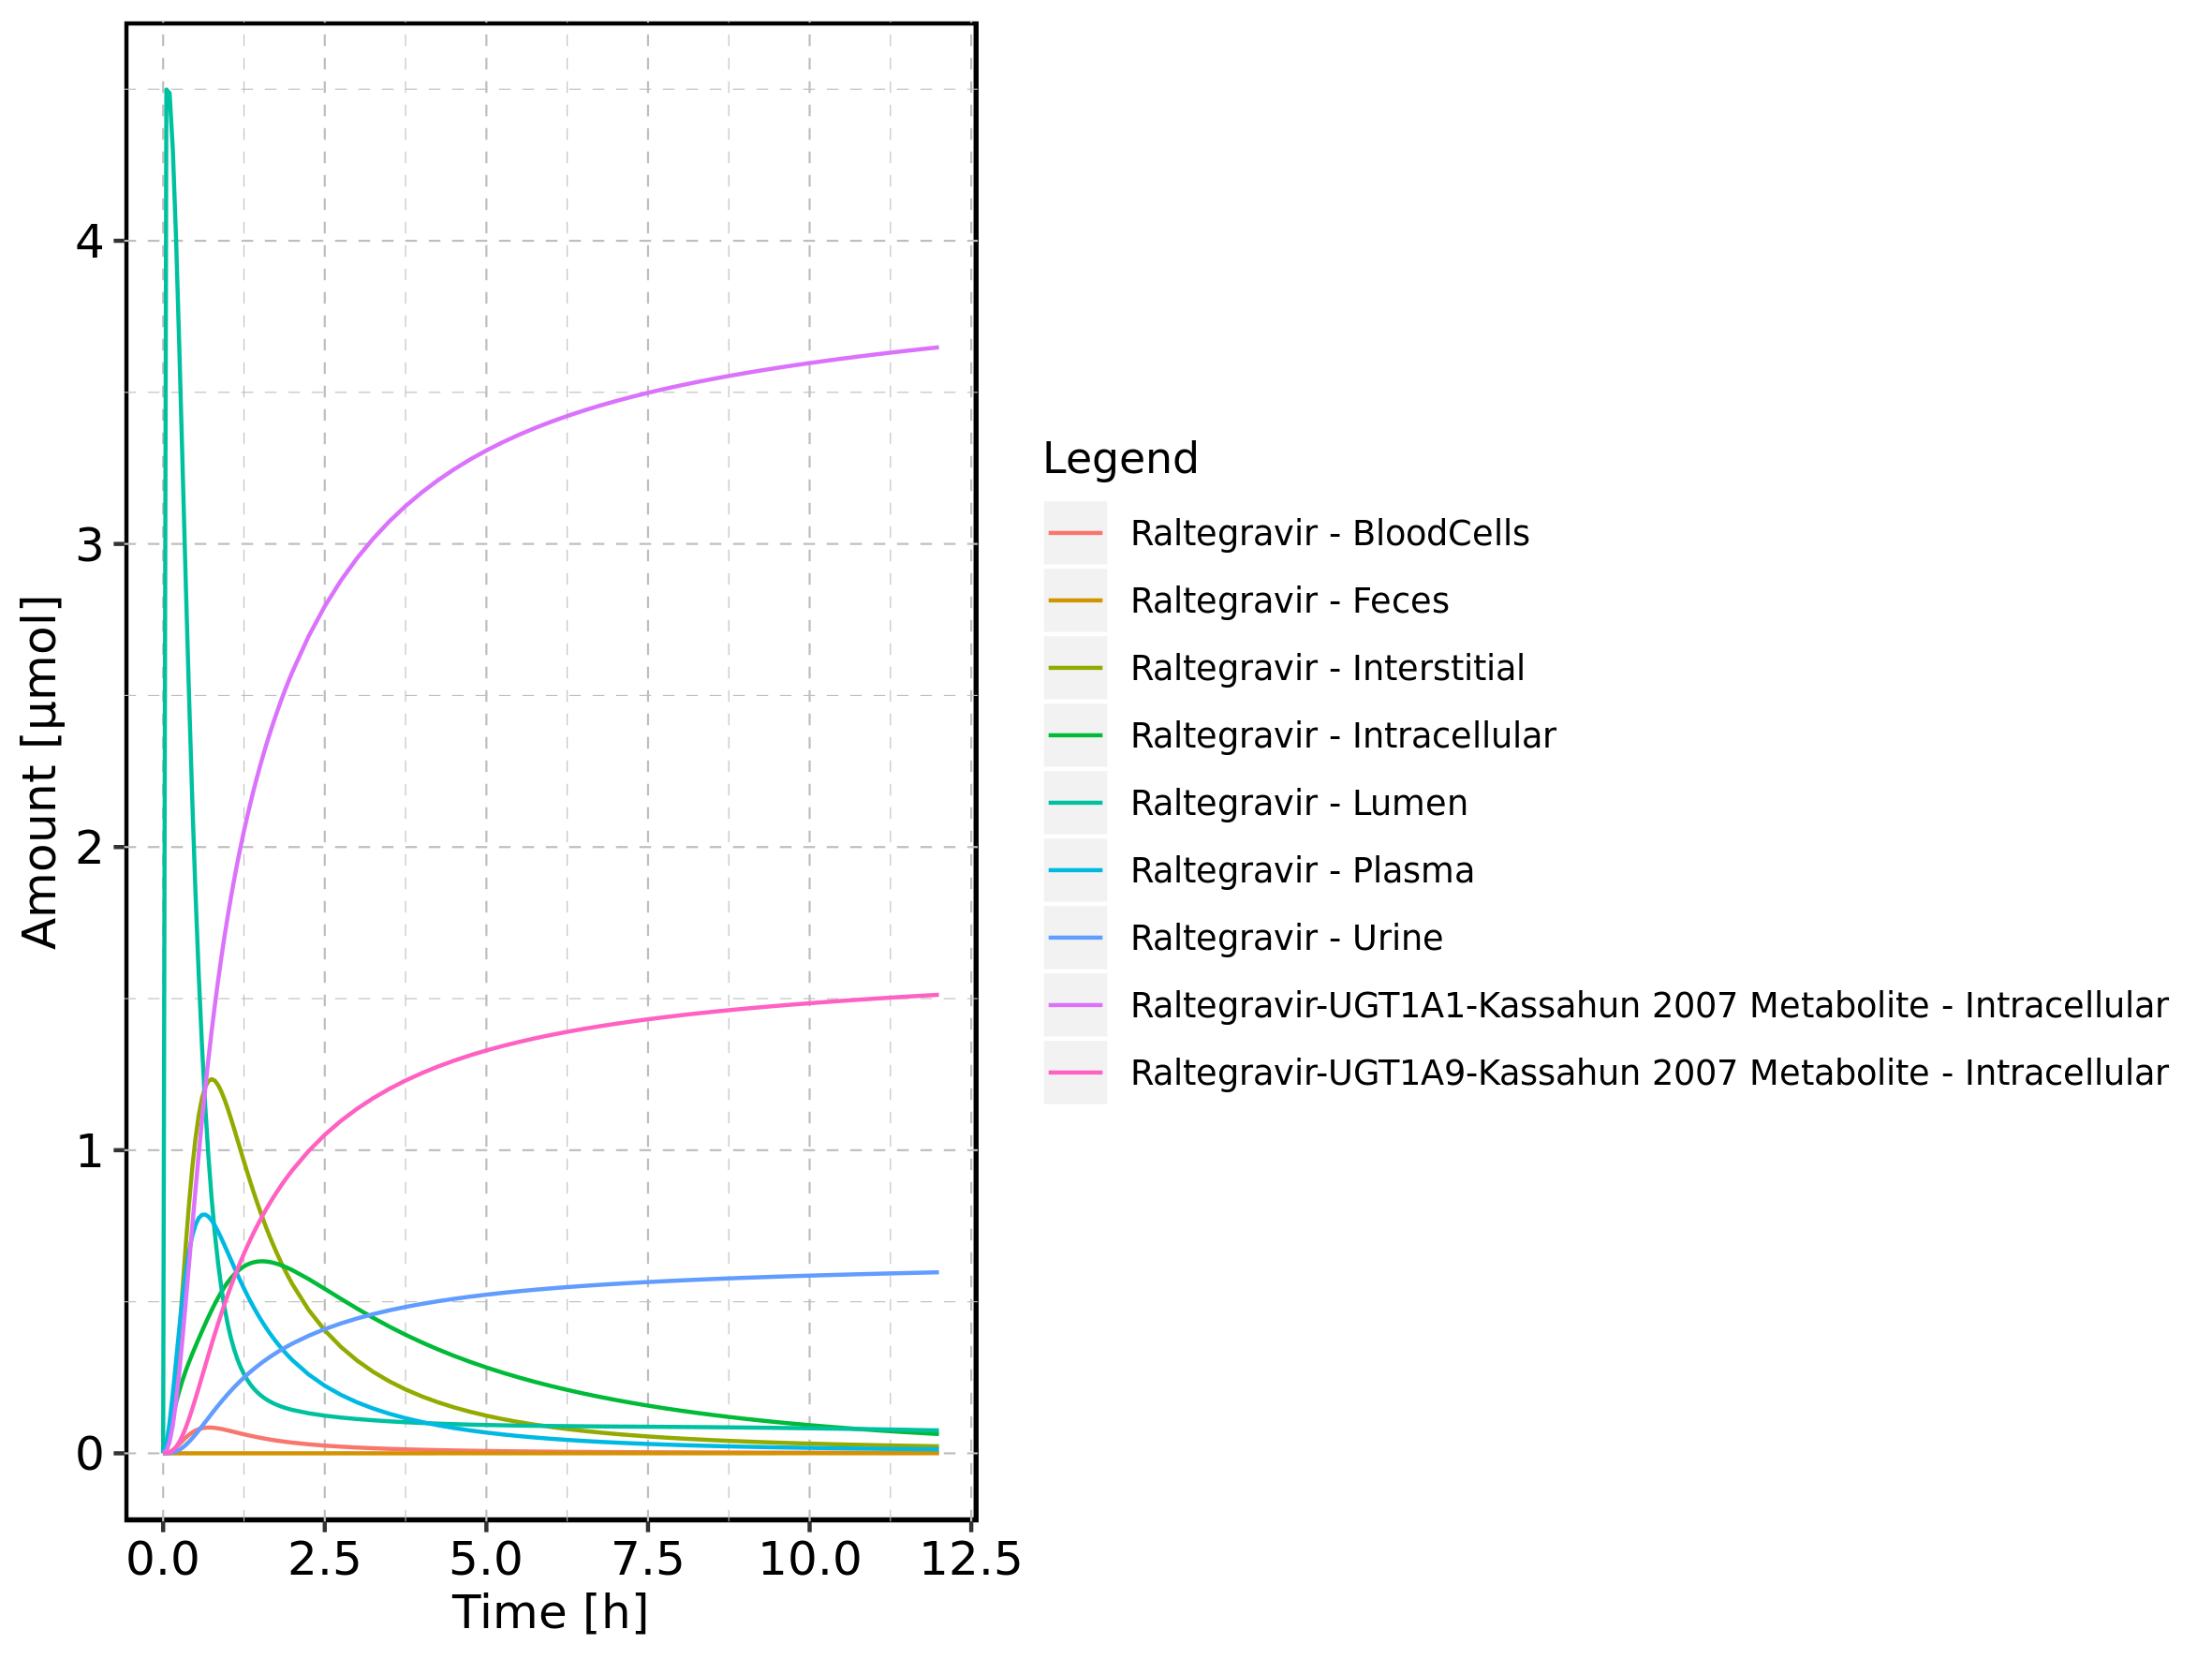 4
3
2
1
0
Amount [µmol]
0.0 2.5 5.0 7.5 10.0 12.5
Time [h]
Legend
Raltegravir - BloodCells
Raltegravir - Feces
Raltegravir - Interstitial
Raltegravir - Intracellular
Raltegravir - Lumen
Raltegravir - Plasma
Raltegravir - Urine
Raltegravir-UGT1A1-Kassahun 2007 Metabolite - Intracellular
Raltegravir-UGT1A9-Kassahun 2007 Metabolite - Intracellular